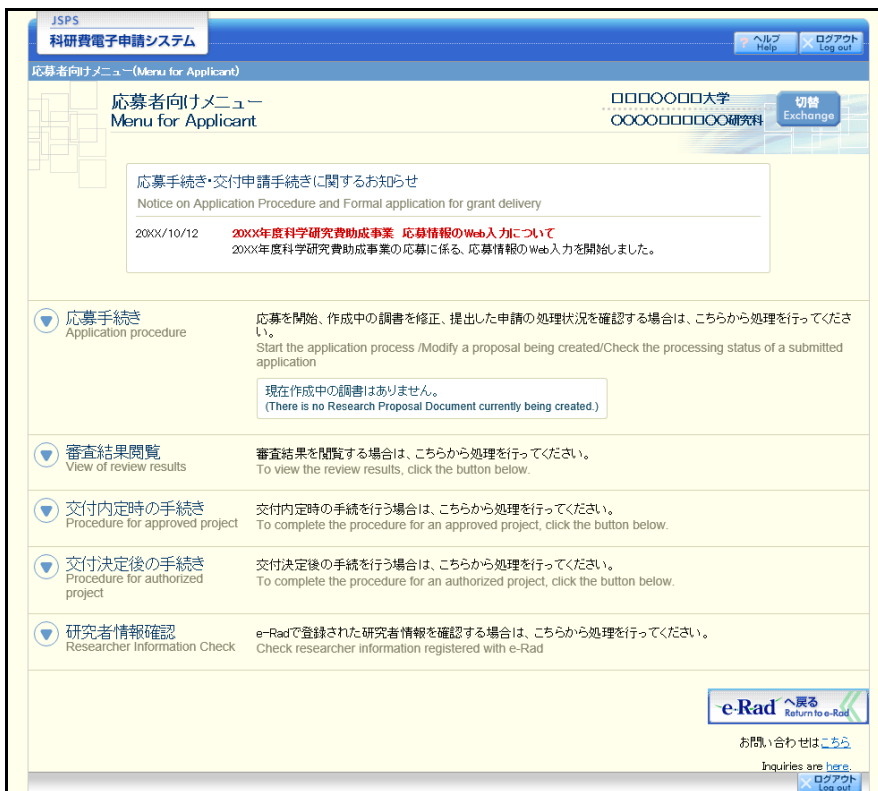 JSPS
科研費電子申請システム
ヘルプ
Help
ログアウト
Log out
応募者向けメニュー(Menu for Applicant)
応募者向けメニュー
Menu for Applicant
□□□〇〇□□大学
〇〇〇〇□□□□□〇〇研究科
切替
Exchange
応募手続き・交付申請手続きに関するお知らせ
Notice on Application Procedure and Formal application for grant delivery
20XX/10/12 20XX年度科学研究費助成事業 応募情報のWeb入力について
20XX年度科学研究費助成事業の応募に係る、応募情報のWeb入力を開始しました。
応募手続き
Application procedure
応募を開始、作成中の調書を修正、提出した申請の処理状況を確認する場合は、こちらから処理を行ってくださ
い。
Start the application process /Modify a proposal being created/Check the processing status of a submitted
application
現在作成中の調書はありません。
(There is no Research Proposal Document currently being created.)
審査結果閲覧
View of review results
審査結果を閲覧する場合は、こちらから処理を行ってください。
To view the review results, click the button below.
交付内定時の手続き
Procedure for approved project
交付内定時の手続を行う場合は、こちらから処理を行ってください。
To complete the procedure for an approved project, click the button below.
交付決定後の手続き
Procedure for authorized
project
交付決定後の手続を行う場合は、こちらから処理を行ってください。
To complete the procedure for an authorized project, click the button below.
研究者情報確認
Researcher Information Check
e-Radで登録された研究者情報を確認する場合は、こちらから処理を行ってください。
Check researcher information registered with e-Rad
e-Rad へ戻る
Return to e-Rad
お問い合わせはこちら
Inquiries are here.
ログアウト
Log out